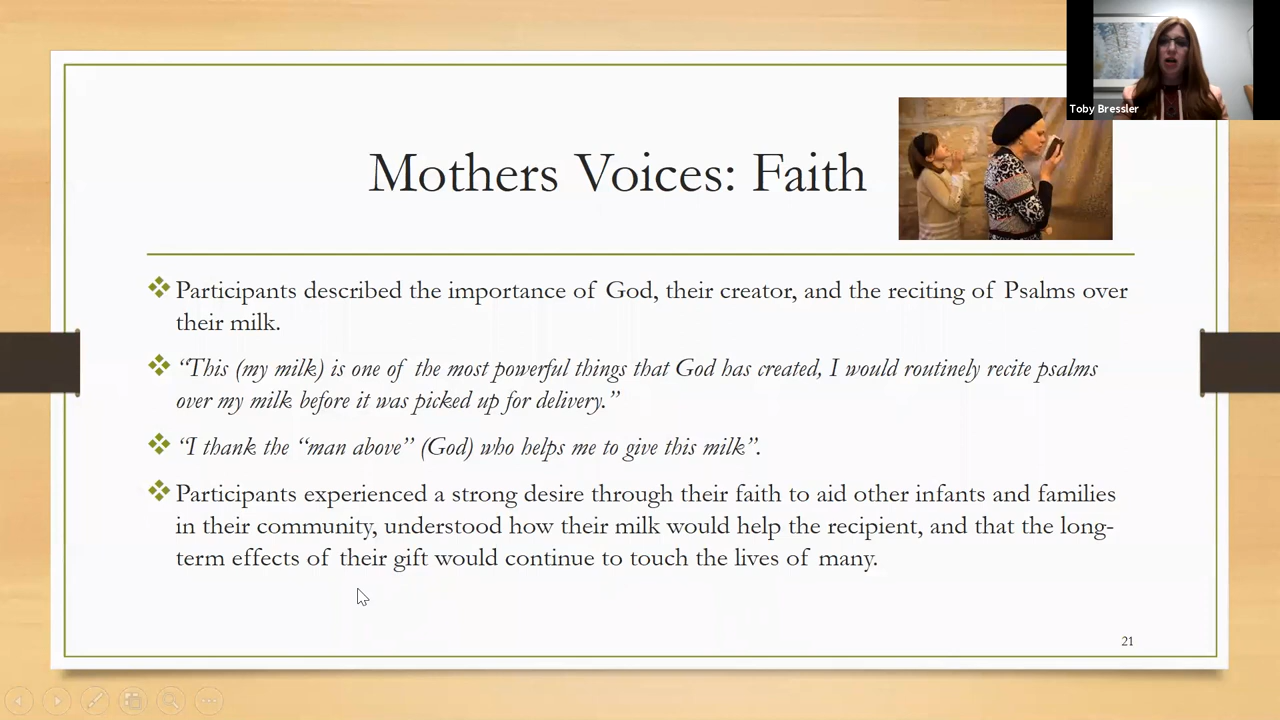 Toby Bressler
Mothers Voices: Faith
Participants described the importance of God, their creator, and the reciting of Psalms over
their milk.
“This (my milk) is one of the most powerful things that God has created, I would routinely recite psalms
over my milk before it was picked up for delivery.”
“I thank the “man above” (God) who helps me to give this milk”.
Participants experienced a strong desire through their faith to aid other infants and families
in their community, understood how their milk would help the recipient, and that the long-
term effects of their gift would continue to touch the lives of many.
21